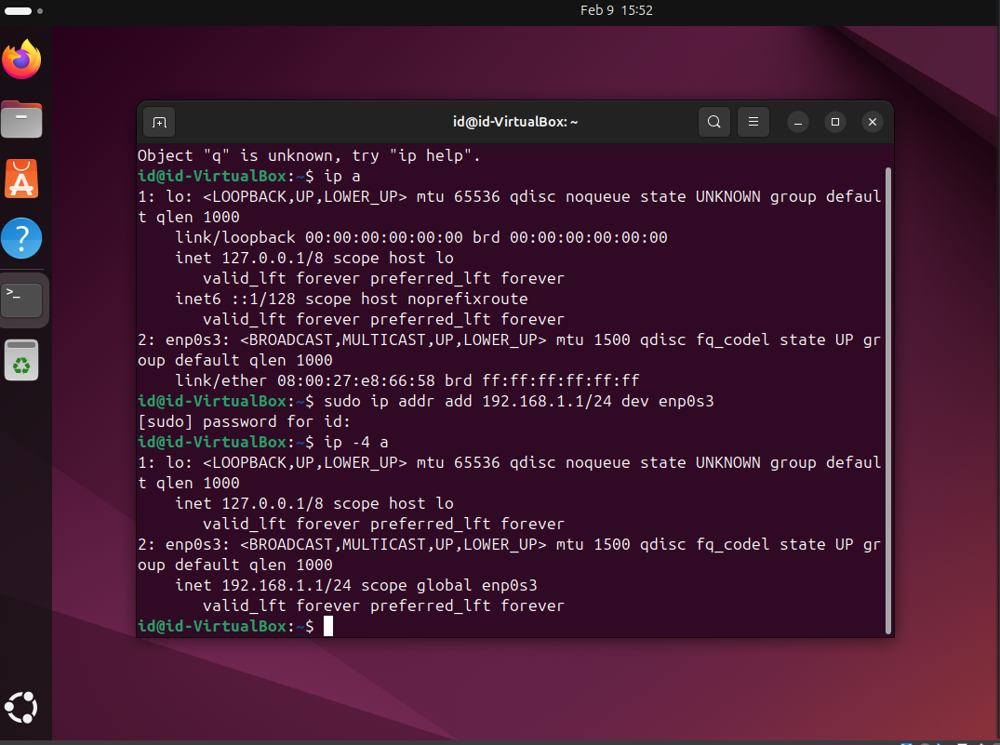 Feb 9 15:52
id@id-VirtualBox: ~
Object "q" is unknown, try "ip help".
id@id-VirtualBox:~$ ip a
1: lo: <LOOPBACK,UP,LOWER_UP> mtu 65536 qdisc noqueue state UNKNOWN group defaul
t qlen 1000
    link/loopback 00:00:00:00:00:00 brd 00:00:00:00:00:00
    inet 127.0.0.1/8 scope host lo
       valid_lft forever preferred_lft forever
    inet6 ::1/128 scope host noprefixroute
       valid_lft forever preferred_lft forever
2: enp0s3: <BROADCAST,MULTICAST,UP,LOWER_UP> mtu 1500 qdisc fq_codel state UP gr
oup default qlen 1000
    link/ether 08:00:27:e8:66:58 brd ff:ff:ff:ff:ff:ff
id@id-VirtualBox:~$ sudo ip addr add 192.168.1.1/24 dev enp0s3
[sudo] password for id:
id@id-VirtualBox:~$ ip -4 a
1: lo: <LOOPBACK,UP,LOWER_UP> mtu 65536 qdisc noqueue state UNKNOWN group defaul
t qlen 1000
    inet 127.0.0.1/8 scope host lo
       valid_lft forever preferred_lft forever
2: enp0s3: <BROADCAST,MULTICAST,UP,LOWER_UP> mtu 1500 qdisc fq_codel state UP gr
oup default qlen 1000
    inet 192.168.1.1/24 scope global enp0s3
       valid_lft forever preferred_lft forever
id@id-VirtualBox:~$